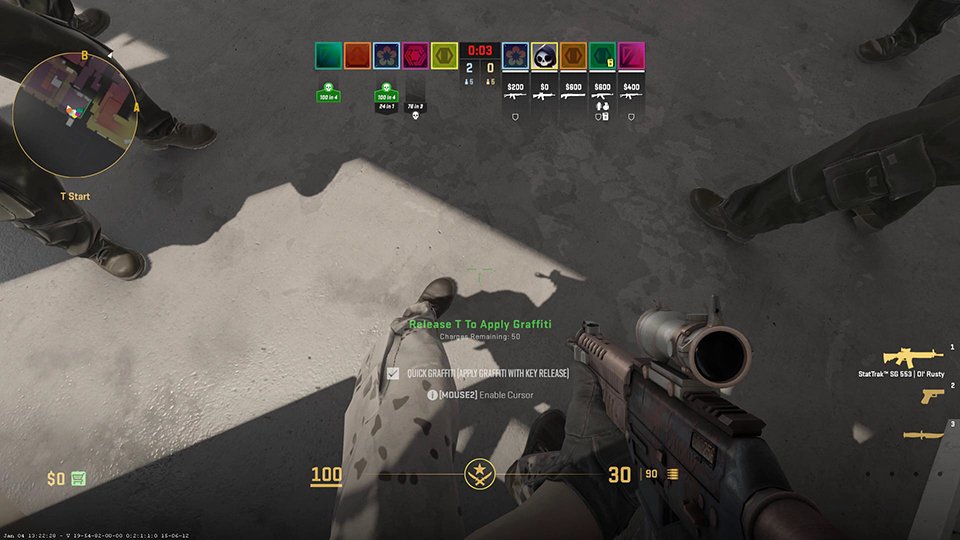 0:03
2 0
5 5
100 in 4
100 in 4
24 in 1
78 in 3
$200
$0
$600
$600
$400
B
A
T Start
Release T To Apply Graffiti
Charges Remaining: 50
QUICK GRAFFITI (APPLY GRAFFITI WITH KEY RELEASE)
[MOUSE2] Enable Cursor
1
StatTrak™ SG 553 | Ol' Rusty
2
3
$0
100
30 | 90